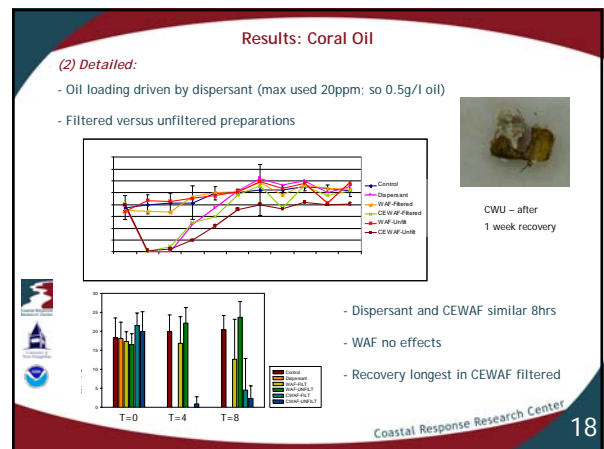 Results: Coral Oil
(2) Detailed:
- Oil loading driven by dispersant (max used 20ppm; so 0.5g/l oil)
- Filtered versus unfiltered preparations
Control
Dispersant
WAF-Filtered
CEWAF-Filtered
WAF-Unfilt
CEWAF-Unfilt
CWU – after
1 week recovery
30
25
20
15
10
5
0
Control
Dispersant
WAF-FILT
WAF-UNFILT
CWAF-FILT
CWAF-UNFILT
T=0 T=4 T=8
- Dispersant and CEWAF similar 8hrs
- WAF no effects
- Recovery longest in CEWAF filtered
Coastal Response Research Center
18